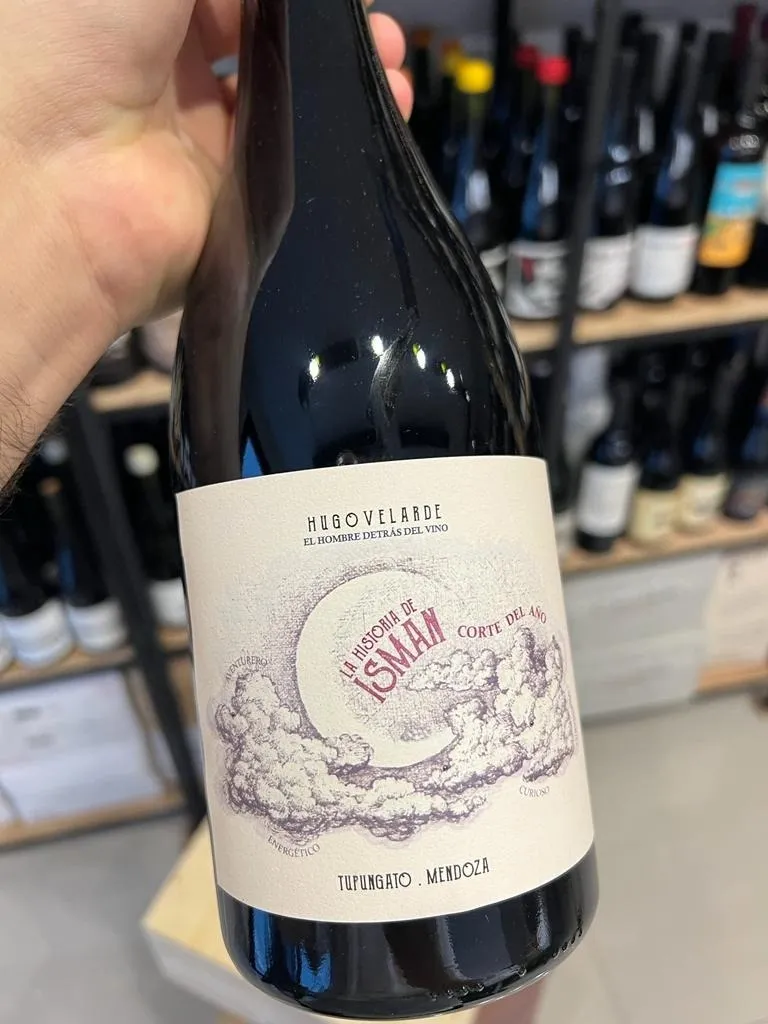 HUGOVELARDE
EL HOMBRE DETRÁS DEL VINO
LA HISTORIA DE
ISMAN
CORTE DEL AÑO
AVENTURERO
CURIOSO
ENERGÉTICO
TUPUNGATO . MENDOZA